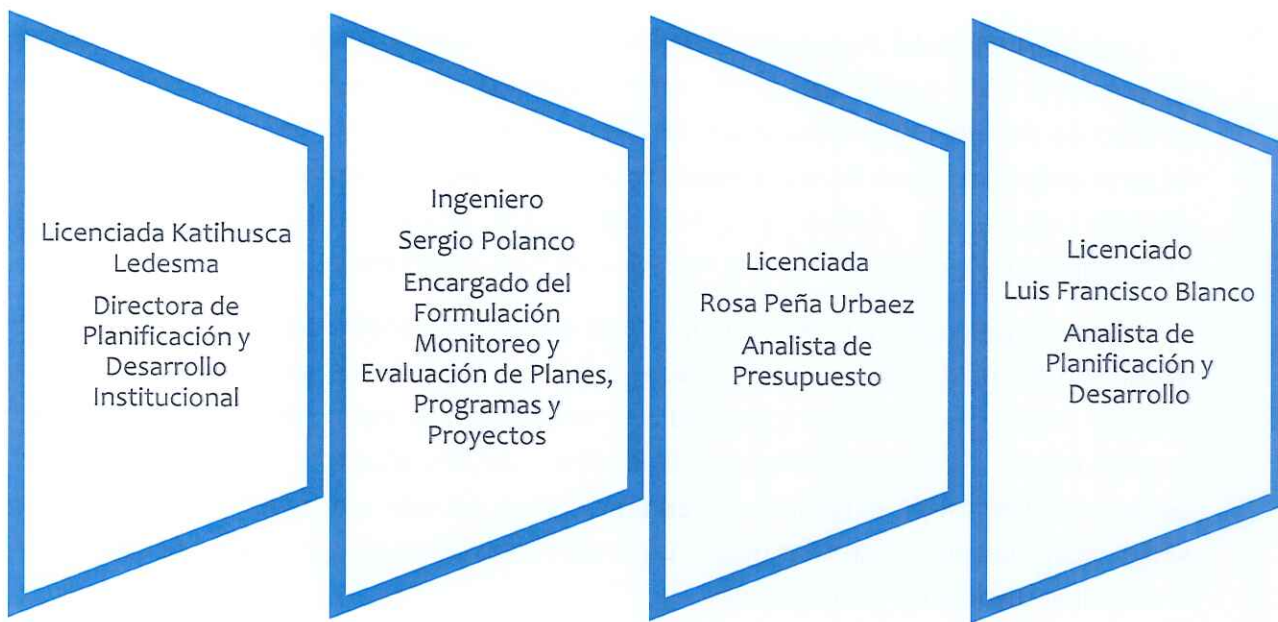 Licenciada Katihusca
Ledesma
Directora de
Planificación y
Desarrollo
Institucional
Ingeniero
Sergio Polanco
Encargado del
Formulación
Monitoreo y
Evaluación de Planes,
Programas y
Proyectos
Licenciada
Rosa Peña Urbaez
Analista de
Presupuesto
Licenciado
Luis Francisco Blanco
Analista de
Planificación y
Desarrollo